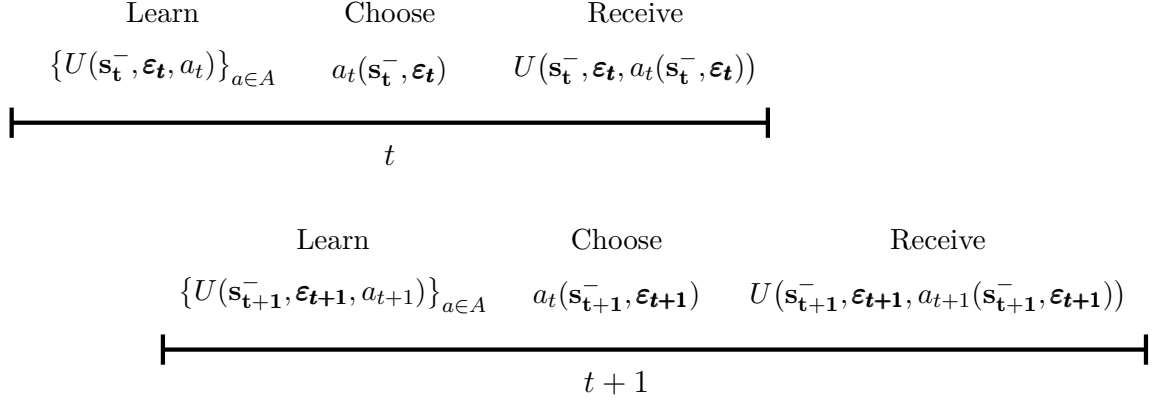 Learn Choose Receive
{U(s_t^−, ε_t, a_t)}_{a∈A} a_t(s_t^−, ε_t) U(s_t^−, ε_t, a_t(s_t^−, ε_t))
t
Learn Choose Receive
{U(s_{t+1}^−, ε_{t+1}, a_{t+1})}_{a∈A} a_t(s_{t+1}^−, ε_{t+1}) U(s_{t+1}^−, ε_{t+1}, a_{t+1}(s_{t+1}^−, ε_{t+1}))
t + 1